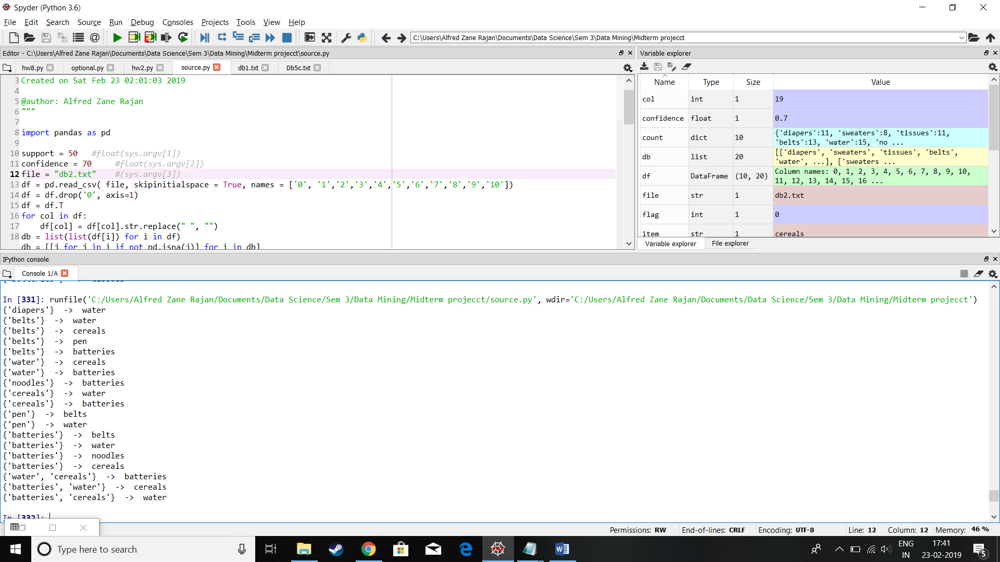 Spyder (Python 3.6)
File Edit Search Source Run Debug Consoles Projects Tools View Help
C:\Users\Alfred Zane Rajan\Documents\Data Science\Sem 3\Data Mining\Midterm projecct
Editor - C:\Users\Alfred Zane Rajan\Documents\Data Science\Sem 3\Data Mining\Midterm projecct\source.py
hw8.py optional.py hw2.py source.py db1.txt Db5c.txt
3 Created on Sat Feb 23 02:01:03 2019
4
5 @author: Alfred Zane Rajan
6 """
7
8 import pandas as pd
9
10 support = 50 #float(sys.argv[1])
11 confidence = 70 #float(sys.argv[2])
12 file = "db2.txt" #(sys.argv[3])
13 df = pd.read_csv( file, skipinitialspace = True, names = ['0', '1','2','3','4','5','6','7','8','9','10'])
14 df = df.drop('0', axis=1)
15 df = df.T
16 for col in df:
17 df[col] = df[col].str.replace(" ", "")
18 db = list(list(df[i]) for i in df)
db = [[j for j in i if not pd.isna(j)] for i in db]
Variable explorer
Name Type Size Value
col int 1 19
confidence float 1 0.7
count dict 10 {'diapers':11, 'sweaters':8, 'tissues':11,
'belts':13, 'water':15, 'no ...
db list 20 [['diapers', 'sweaters', 'tissues', 'belts',
'water', ...], ['sweaters ...
df DataFrame (10, 20) Column names: 0, 1, 2, 3, 4, 5, 6, 7, 8, 9, 10,
11, 12, 13, 14, 15, 16 ...
file str 1 db2.txt
flag int 1 0
item str 1 cereals
Variable explorer File explorer
IPython console
Console 1/A
In [331]: runfile('C:/Users/Alfred Zane Rajan/Documents/Data Science/Sem 3/Data Mining/Midterm projecct/source.py', wdir='C:/Users/Alfred Zane Rajan/Documents/Data Science/Sem 3/Data Mining/Midterm projecct')
{'diapers'} -> water
{'belts'} -> water
{'belts'} -> cereals
{'belts'} -> pen
{'belts'} -> batteries
{'water'} -> cereals
{'water'} -> batteries
{'noodles'} -> batteries
{'cereals'} -> water
{'cereals'} -> batteries
{'pen'} -> belts
{'pen'} -> water
{'batteries'} -> belts
{'batteries'} -> water
{'batteries'} -> noodles
{'batteries'} -> cereals
{'water', 'cereals'} -> batteries
{'batteries', 'water'} -> cereals
{'batteries', 'cereals'} -> water
In [332]:
Permissions: RW End-of-lines: CRLF Encoding: UTF-8 Line: 12 Column: 12 Memory: 46 %
Type here to search
ENG
IN
17:41
23-02-2019
5